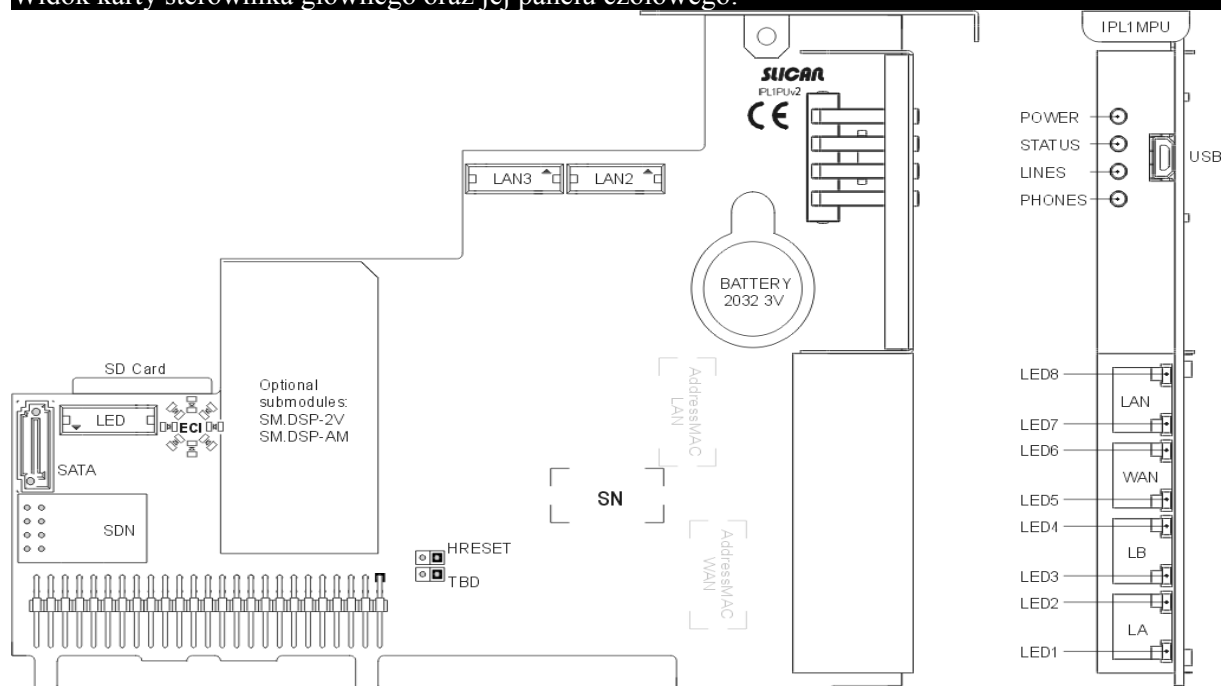 Widok karty sterownika głównego oraz jej panelu czołowego.
IPL1MPU
SLICAN
IPL1PUv2
CE
POWER
STATUS
LINES
PHONES
USB
LAN3
LAN2
BATTERY
2032 3V
SD Card
LED
ECI
SATA
SDN
Optional
submodules:
SM.DSP-2V
SM.DSP-AM
AddressMAC
LAN
SN
AddressMAC
WAN
HRESET
TBD
LED8
LAN
LED7
LED6
WAN
LED5
LED4
LB
LED3
LED2
LA
LED1